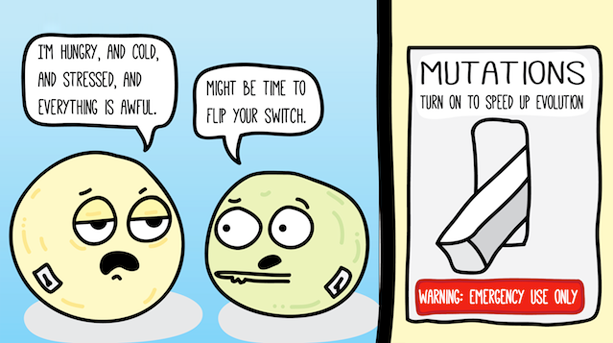 I'M HUNGRY, AND COLD,
AND STRESSED, AND
EVERYTHING IS AWFUL.
MIGHT BE TIME TO
FLIP YOUR SWITCH.
MUTATIONS
TURN ON TO SPEED UP EVOLUTION
WARNING: EMERGENCY USE ONLY